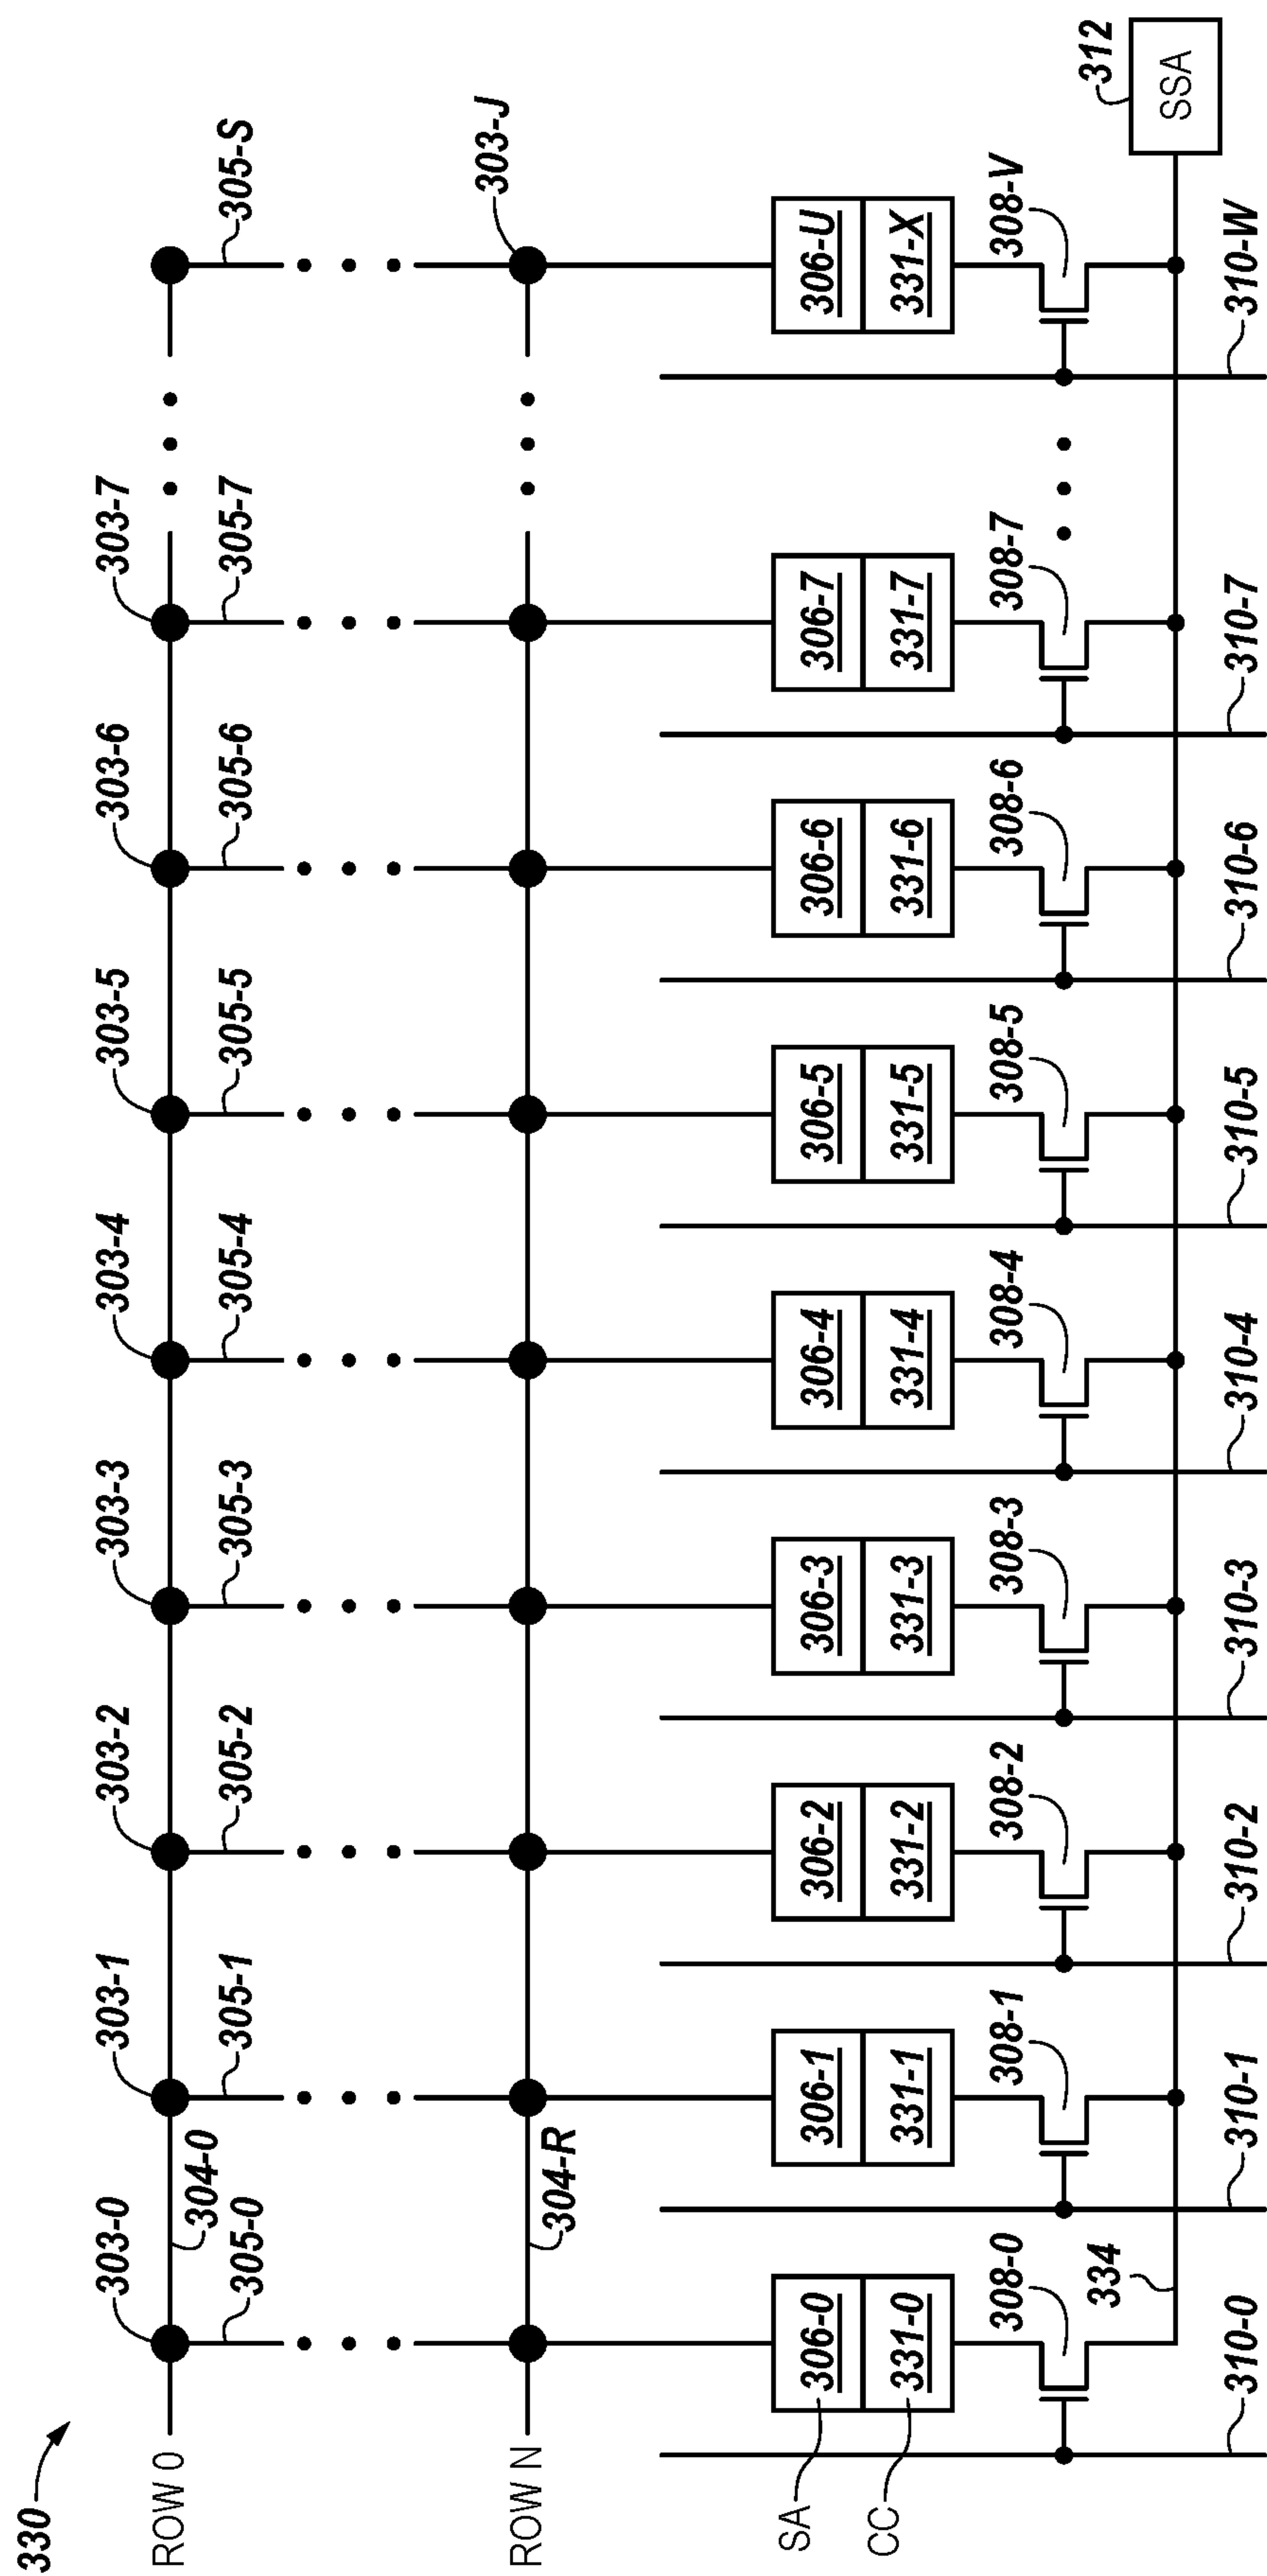 330
303-0 303-1 303-2 303-3 303-4 303-5 303-6 303-7
ROW 0 304-0
305-0 305-1 305-2 305-3 305-4 305-5 305-6 305-7 305-S
303-J
ROW N 304-R
SA 306-0 306-1 306-2 306-3 306-4 306-5 306-6 306-7 306-U
CC 331-0 331-1 331-2 331-3 331-4 331-5 331-6 331-7 331-X
308-0 308-1 308-2 308-3 308-4 308-5 308-6 308-7 308-V
334 312
SSA
310-0 310-1 310-2 310-3 310-4 310-5 310-6 310-7 310-W